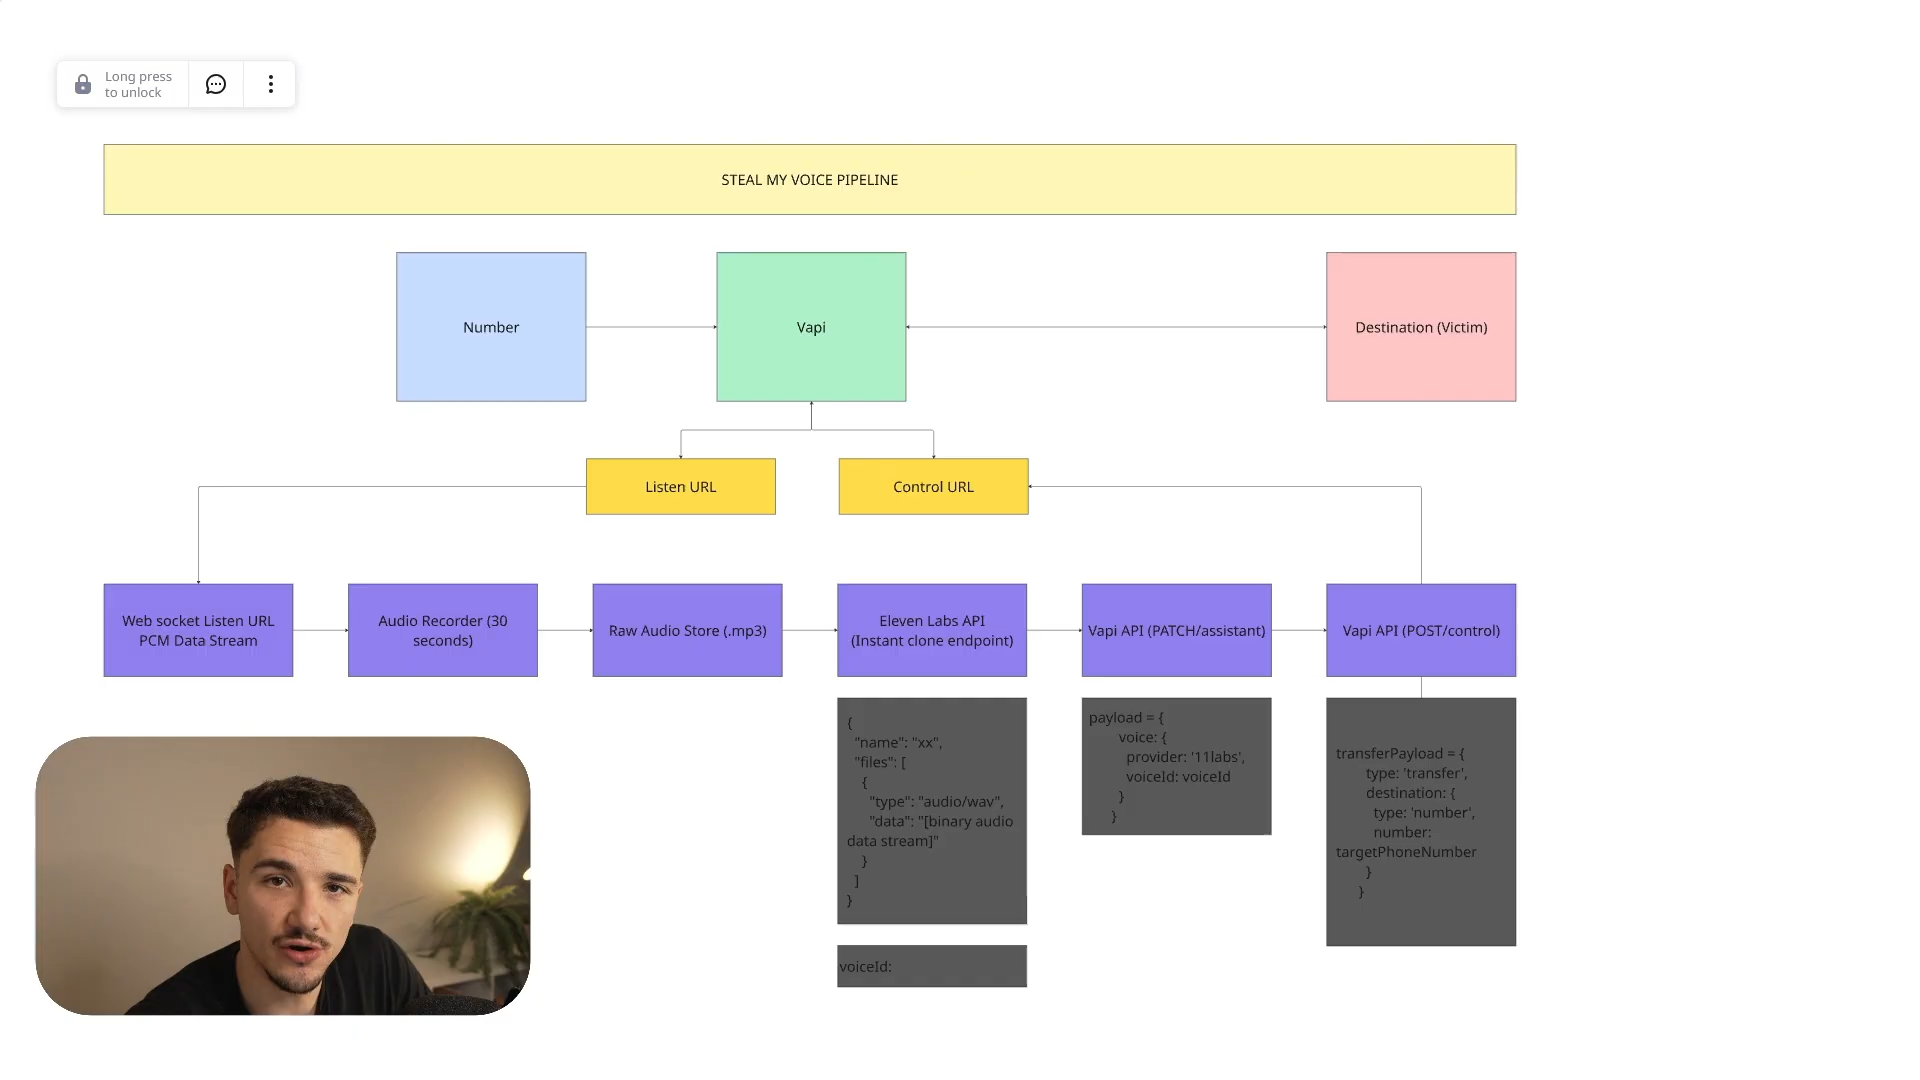 Long press
to unlock
STEAL MY VOICE PIPELINE
Number
Vapi
Destination (Victim)
Listen URL
Control URL
Web socket Listen URL
PCM Data Stream
Audio Recorder (30
seconds)
Raw Audio Store (.mp3)
Eleven Labs API
(Instant clone endpoint)
Vapi API (PATCH/assistant)
Vapi API (POST/control)
{
"name": "xx",
"files": [
{
"type": "audio/wav",
"data": "[binary audio
data stream]"
}
]
}
voiceId:
payload = {
voice: {
provider: '11labs',
voiceId: voiceId
}
}
transferPayload = {
type: 'transfer',
destination: {
type: 'number',
number:
targetPhoneNumber
}
}